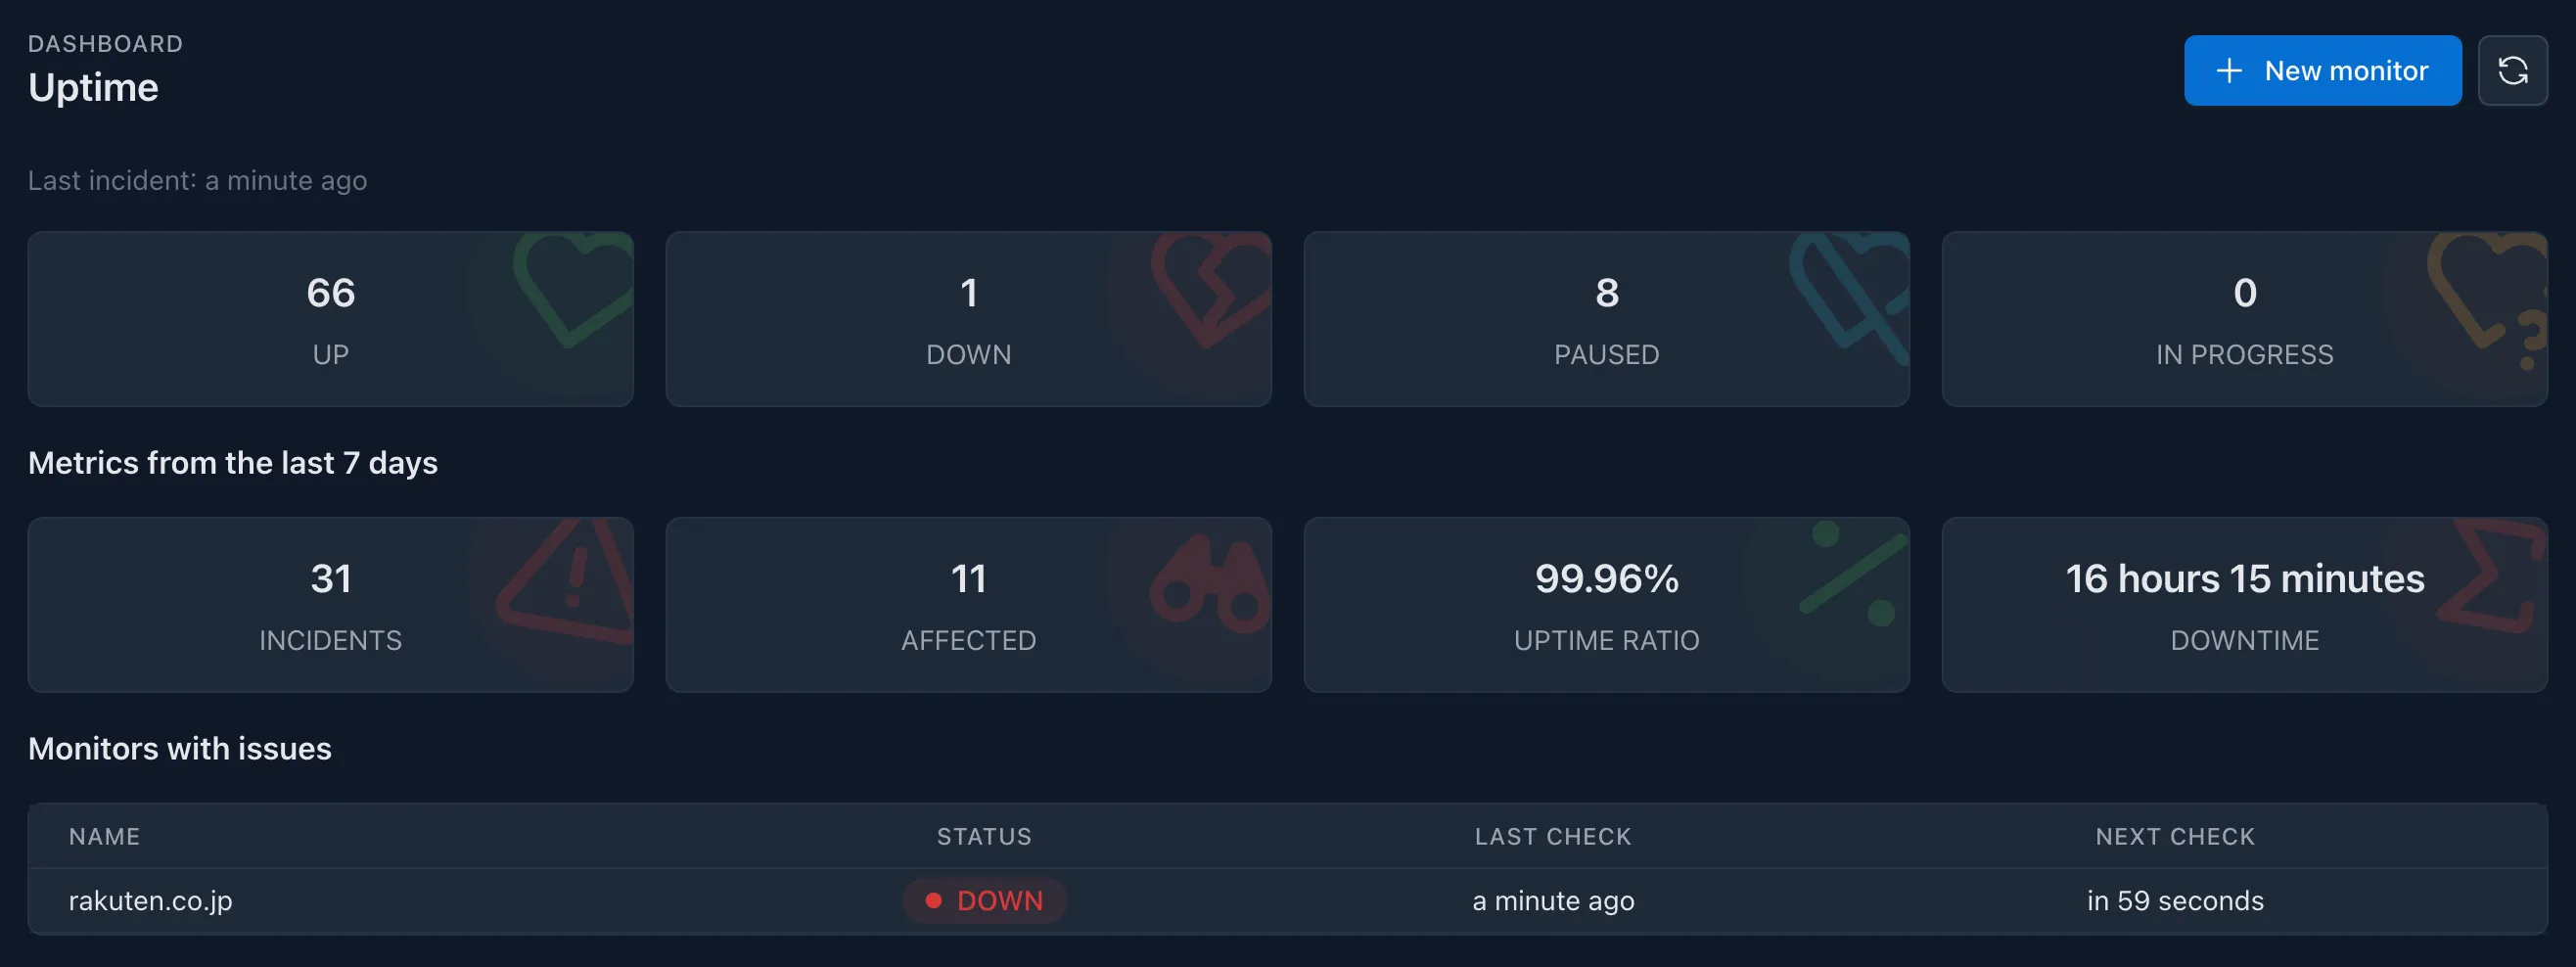 DASHBOARD
Uptime
New monitor
Last incident: a minute ago
66
UP
1
DOWN
8
PAUSED
0
IN PROGRESS
Metrics from the last 7 days
31
INCIDENTS
11
AFFECTED
99.96%
UPTIME RATIO
16 hours 15 minutes
DOWNTIME
Monitors with issues
NAME STATUS LAST CHECK NEXT CHECK
rakuten.co.jp DOWN a minute ago in 59 seconds